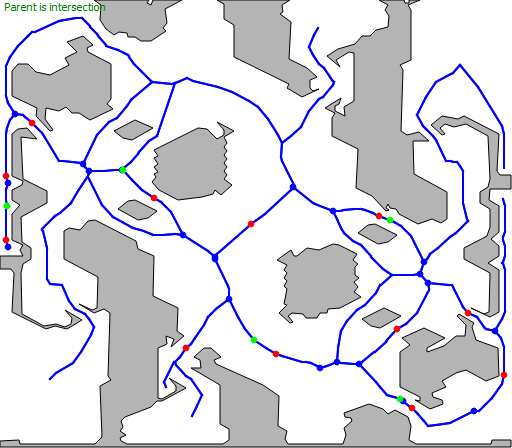 Parent is intersection